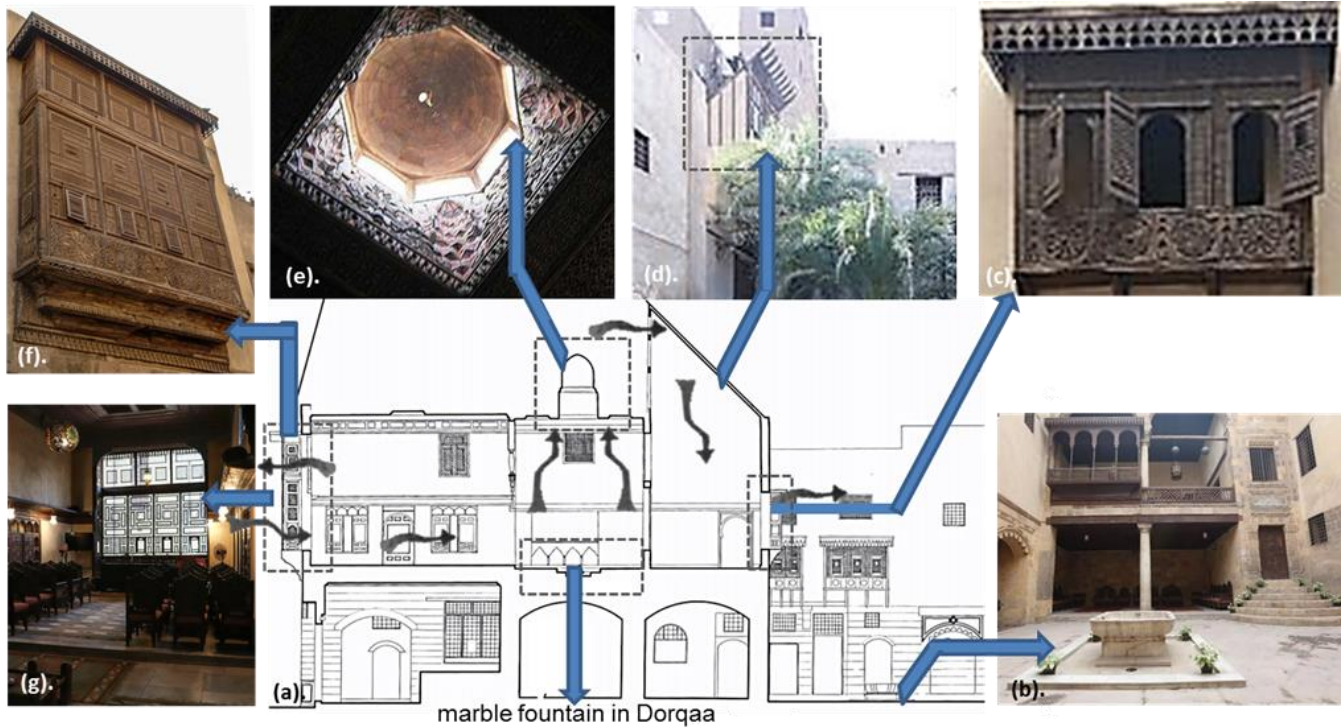 (e).
(d).
(c).
(f).
(g).
(a).
(b).
marble fountain in Dorqaa